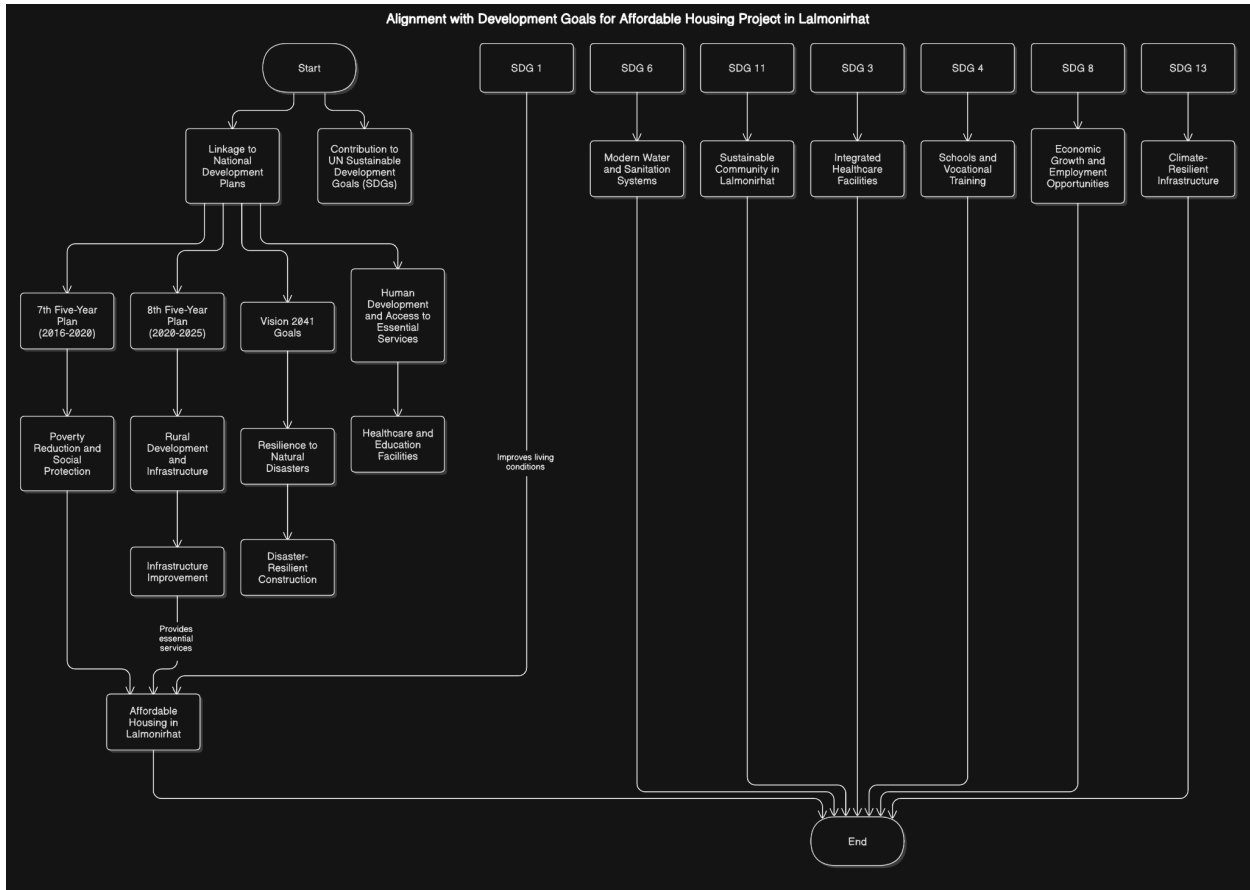 Alignment with Development Goals for Affordable Housing Project in Lalmonirhat
Start
SDG 1
SDG 6
SDG 11
SDG 3
SDG 4
SDG 8
SDG 13
Linkage to
National
Development
Plans
Contribution to
UN Sustainable
Development
Goals (SDGs)
Modern Water
and Sanitation
Systems
Sustainable
Community in
Lalmonirhat
Integrated
Healthcare
Facilities
Schools and
Vocational
Training
Economic
Growth and
Employment
Opportunities
Climate-
Resilient
Infrastructure
7th Five-Year
Plan
(2016-2020)
8th Five-Year
Plan
(2020-2025)
Vision 2041
Goals
Human
Development
and Access to
Essential
Services
Poverty
Reduction and
Social
Protection
Rural
Development
and
Infrastructure
Resilience to
Natural
Disasters
Healthcare and
Education
Facilities
Improves living
conditions
Infrastructure
Improvement
Disaster-
Resilient
Construction
Provides
essential
services
Affordable
Housing in
Lalmonirhat
End